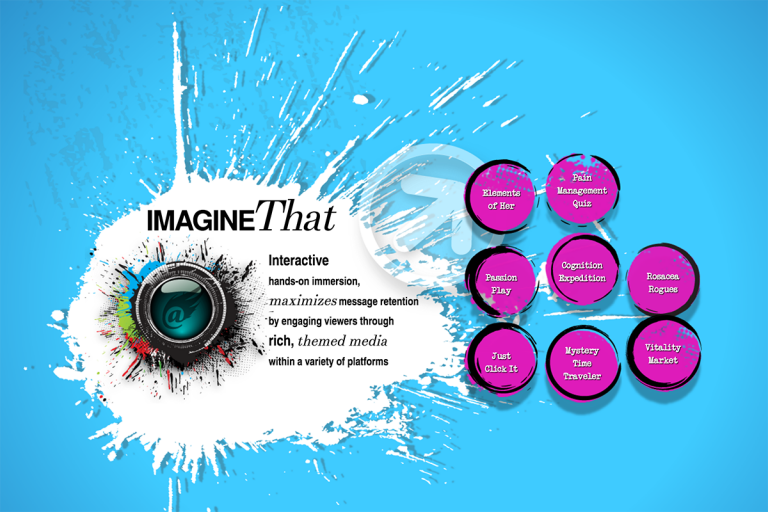 IMAGINE That
Interactive
hands-on immersion,
maximizes message retention
by engaging viewers through
rich, themed media
within a variety of platforms
@
Elements
of Her
Pain
Management
Quiz
Passion
Play
Cognition
Expedition
Rosacea
Rogues
Just
Click It
Mystery
Time
Traveler
Vitality
Market